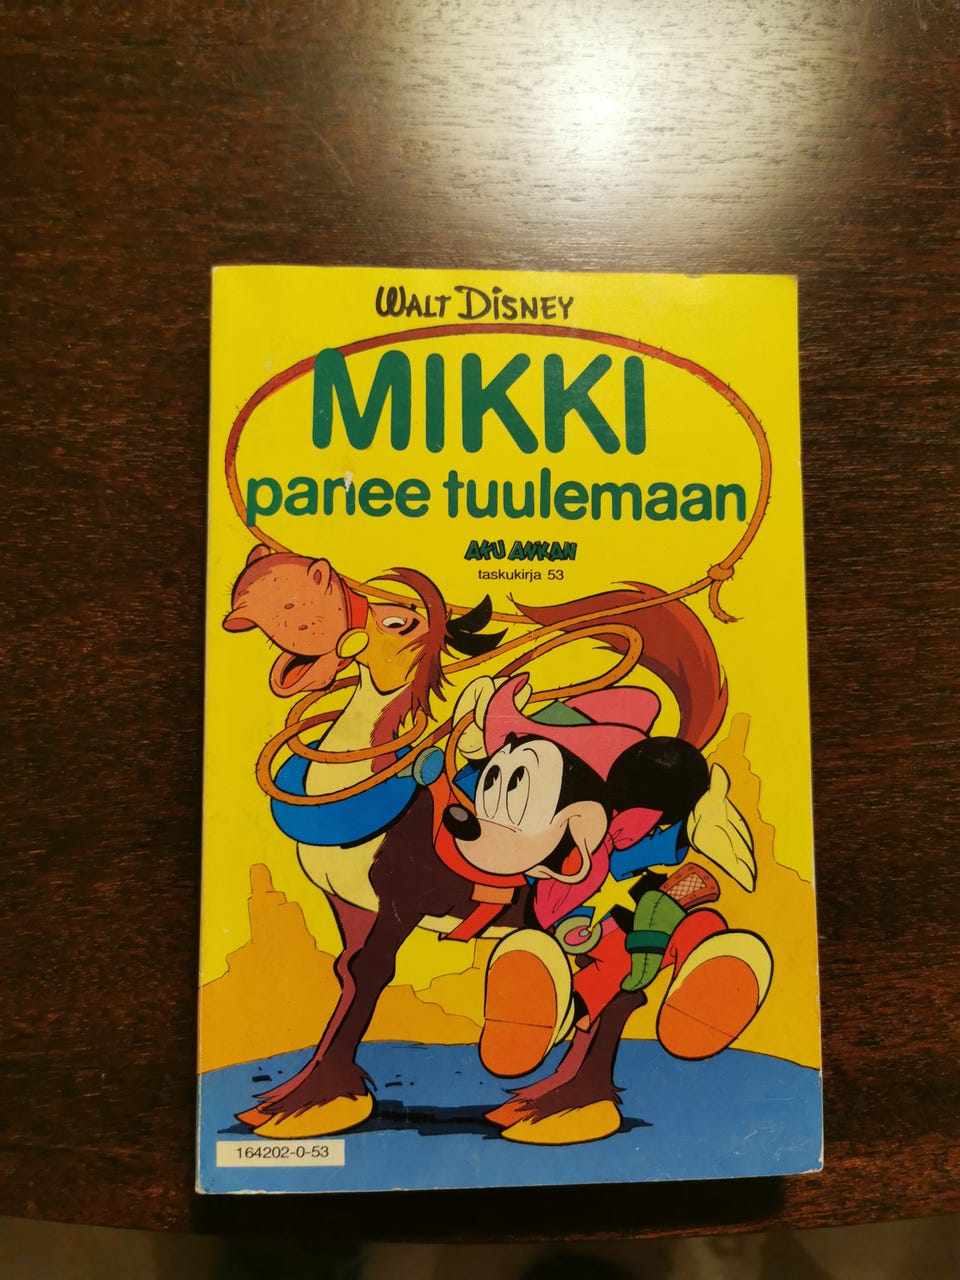 WALT DISNEY
MIKKI
panee tuulemaan
AKU ANKAN
taskukirja 53
164202-0-53